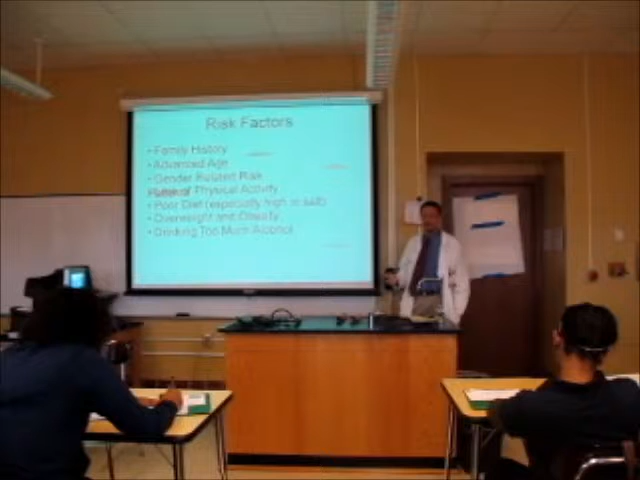 Risk Factors
• Family History
• Advanced Age
• Gender Related Risk
Physical Activity
• Poor Diet (especially high in salt)
• Overweight and Obesity
• Drinking Too Much Alcohol